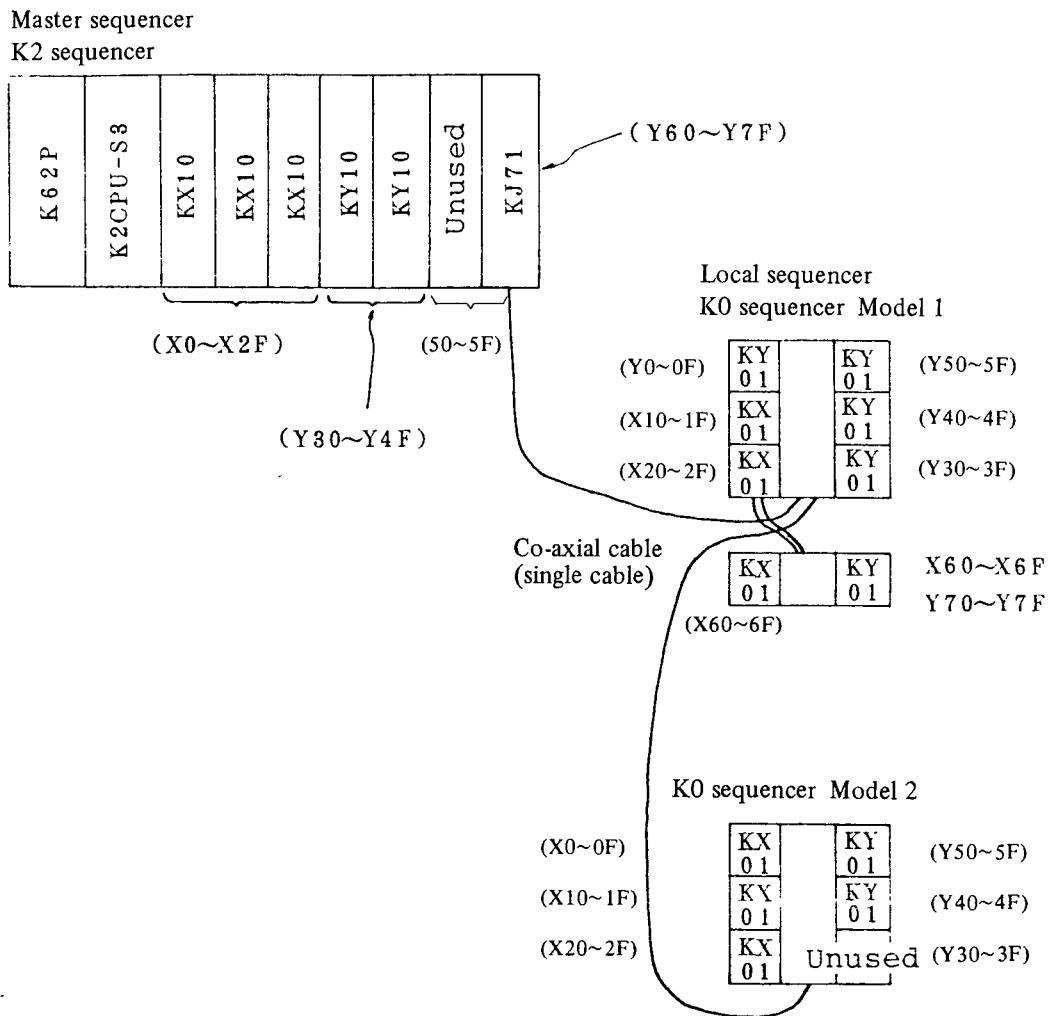 Master sequencer
K2 sequencer
K62P
K2CPU-S3
KX10
KX10
KX10
KY10
KY10
Unused
KJ71
(Y60~Y7F)
(X0~X2F)
(50~5F)
(Y30~Y4F)
Local sequencer
K0 sequencer Model 1
(Y0~0F)
KY
01
KY
01
(Y50~5F)
(X10~1F)
KX
01
KY
01
(Y40~4F)
(X20~2F)
KX
01
KY
01
(Y30~3F)
Co-axial cable
(single cable)
KX
01
KY
01
X60~X6F
Y70~Y7F
(X60~6F)
K0 sequencer Model 2
(X0~0F)
KX
01
KY
01
(Y50~5F)
(X10~1F)
01
KY
01
(Y40~4F)
(X20~2F)
KX
01
Unused
(Y30~3F)